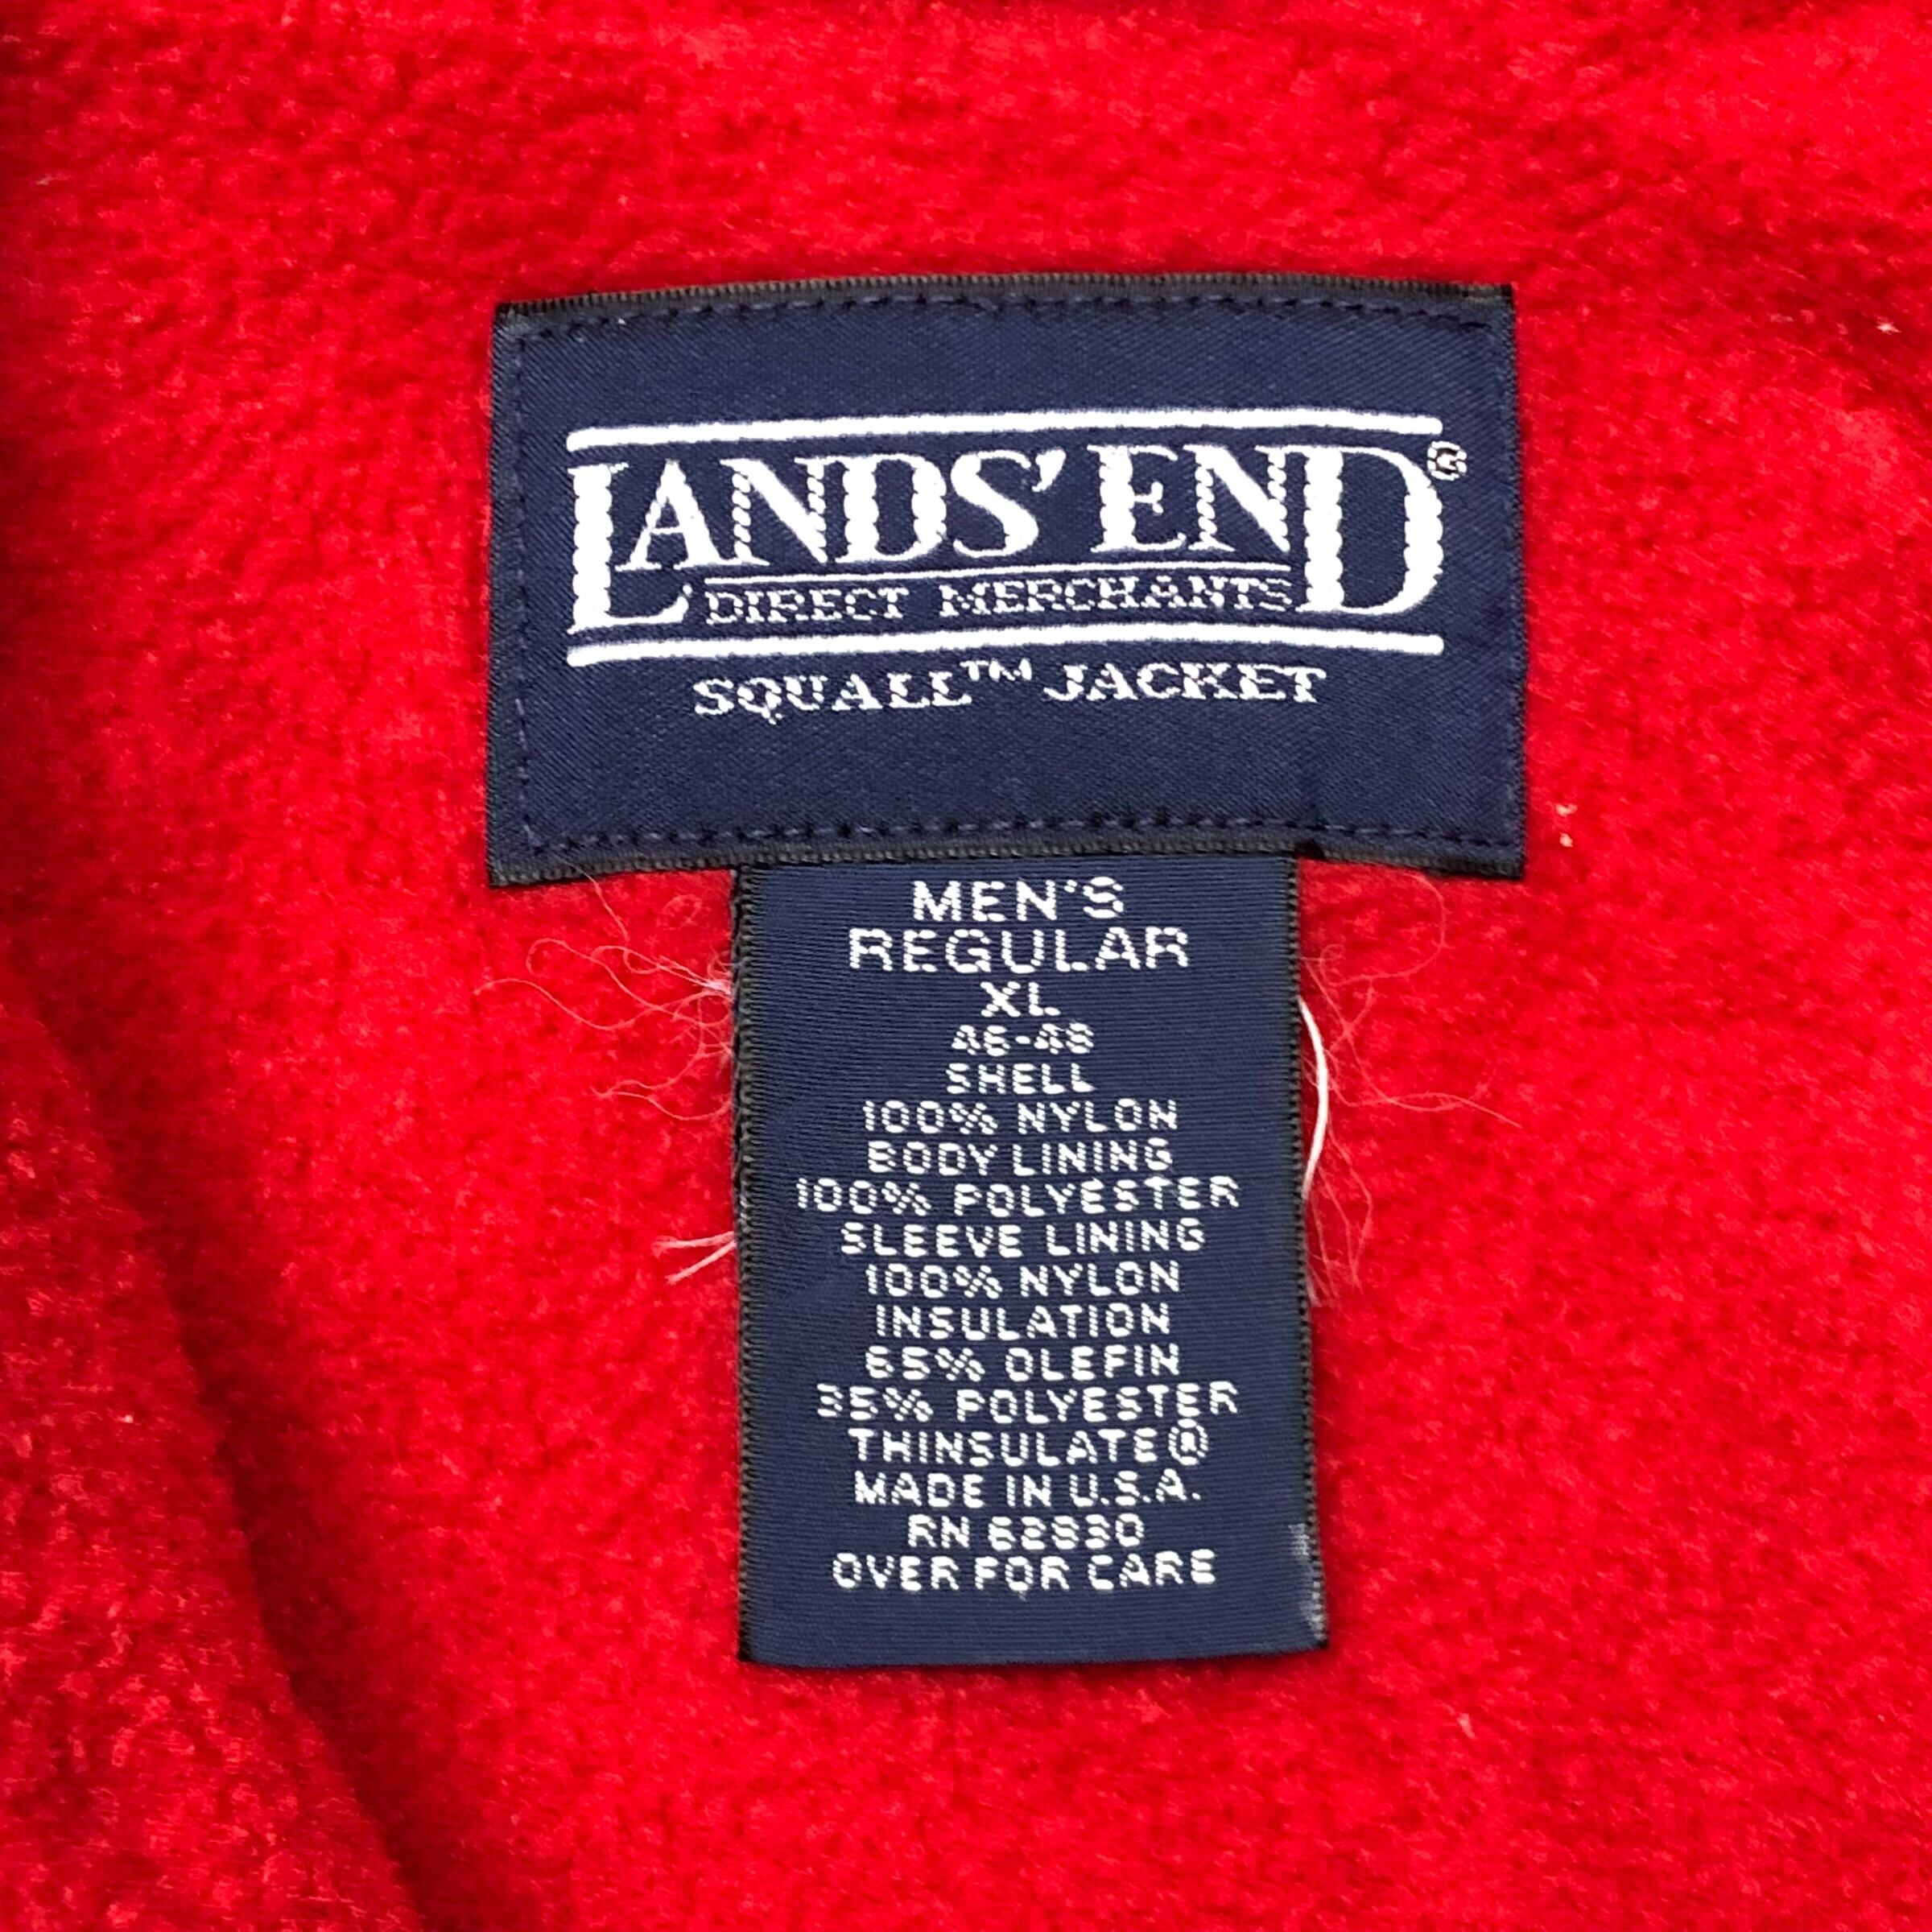 LANDS' END®
DIRECT MERCHANTS
SQUALL™ JACKET
MEN'S
REGULAR
XL
46-48
SHELL
100% NYLON
BODY LINING
100% POLYESTER
SLEEVE LINING
100% NYLON
INSULATION
65% OLEFIN
35% POLYESTER
THINSULATE®
MADE IN U.S.A.
RN 62830
OVER FOR CARE